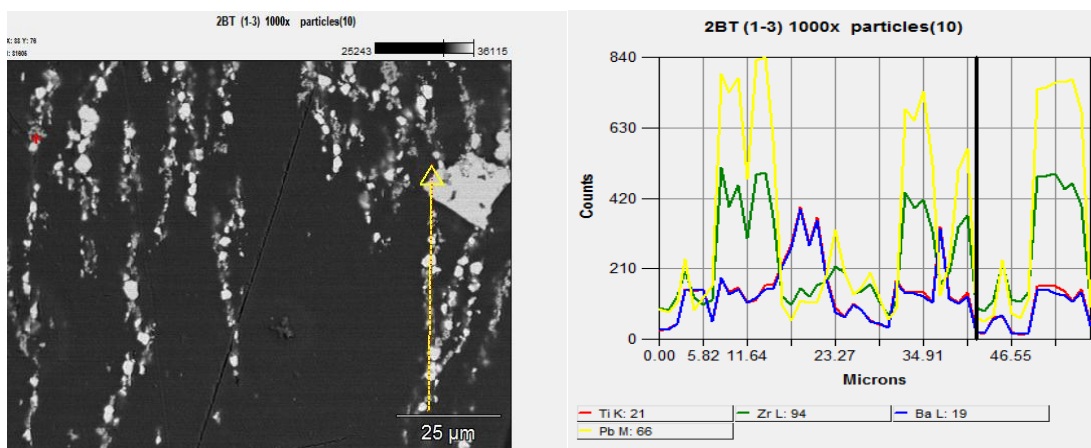 2BT (1-3) 1000x particles(10)
K: 33 Y: 76
25243
36115
25 µm
2BT (1-3) 1000x particles(10)
840
630
420
210
0
Counts
0.00 5.82 11.64 23.27 34.91 46.55
Microns
Ti K: 21
Zr L: 94
Ba L: 19
Pb M: 66